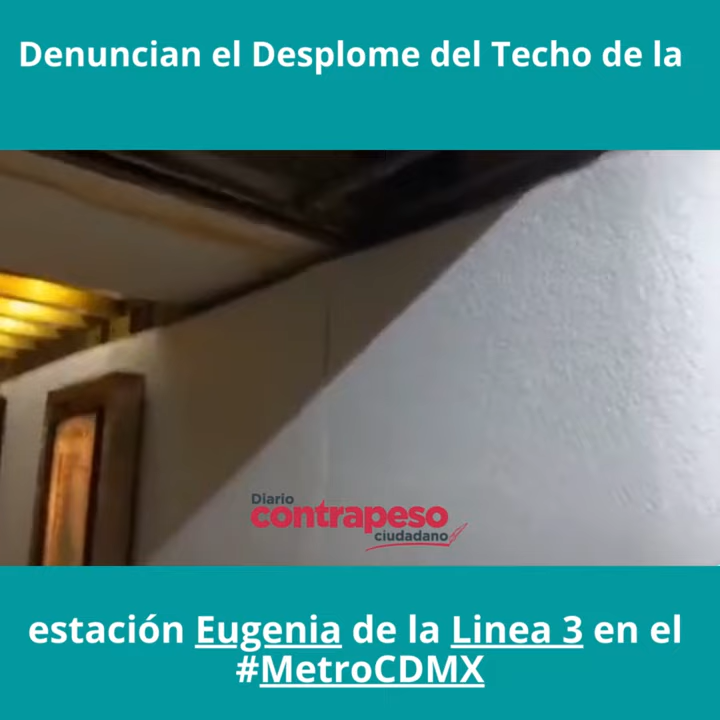 Denuncian el Desplome del Techo de la
Diario
contrapeso
ciudadano
estación Eugenia de la Linea 3 en el
#MetroCDMX